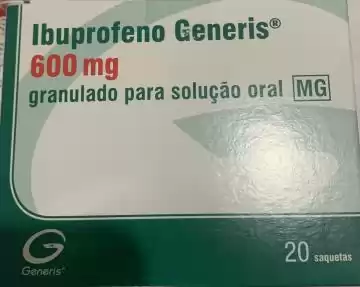 Ibuprofeno Generis®
600 mg
granulado para solução oral MG
Generis®
20 saquetas